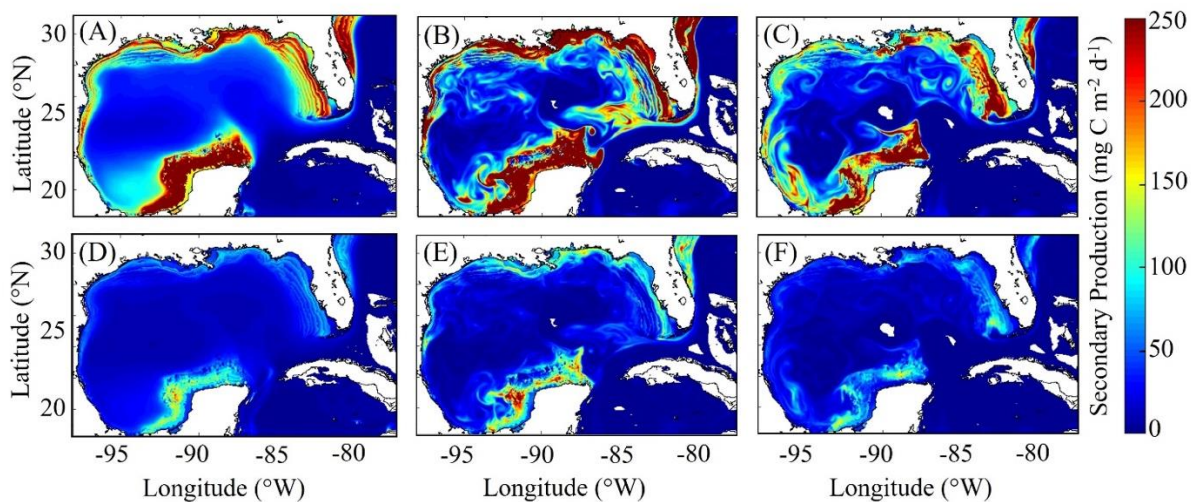 (A) (B) (C)
Latitude (°N)
30
25
20
(D) (E) (F)
Latitude (°N)
30
25
20
-95 -90 -85 -80 -95 -90 -85 -80 -95 -90 -85 -80
Longitude (°W) Longitude (°W) Longitude (°W)
250
200
150
100
50
0
Secondary Production (mg C m⁻² d⁻¹)